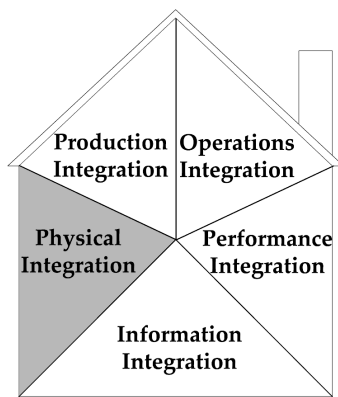 Production
Integration
Operations
Integration
Physical
Integration
Performance
Integration
Information
Integration